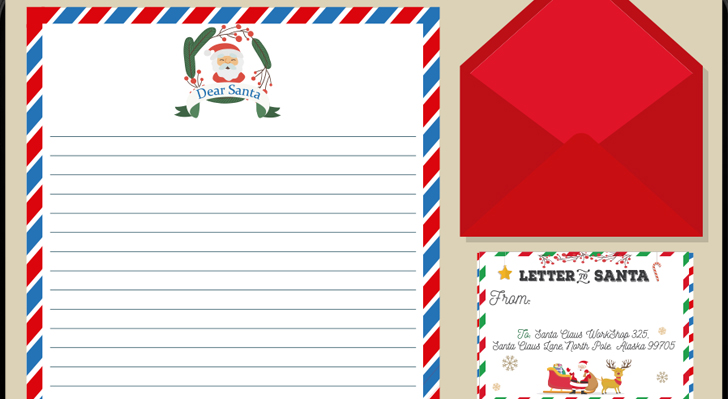 Dear Santa
LETTER to SANTA
From:
To: Santa Claus WorkShop 325,
Santa Claus Lane, North Pole Alaska 99705